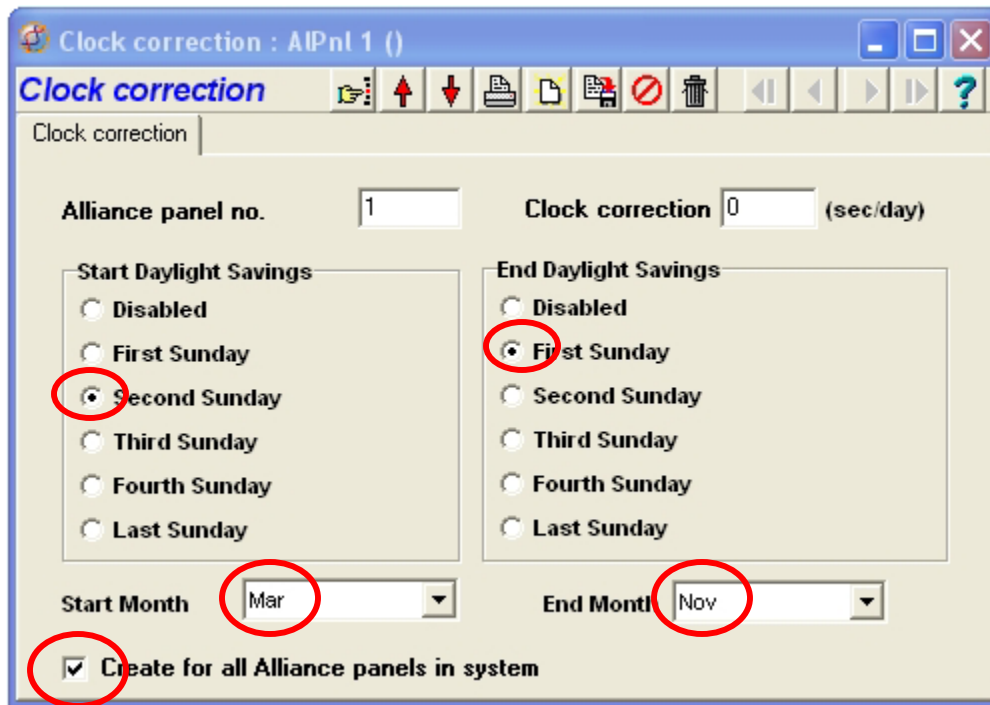 Clock correction : AlPnl 1 ()
Clock correction
?
Clock correction
Alliance panel no. 1 Clock correction 0 (sec/day)
Start Daylight Savings
Disabled
First Sunday
Second Sunday
Third Sunday
Fourth Sunday
Last Sunday
End Daylight Savings
Disabled
First Sunday
Second Sunday
Third Sunday
Fourth Sunday
Last Sunday
Start Month Mar End Month Nov
Create for all Alliance panels in system